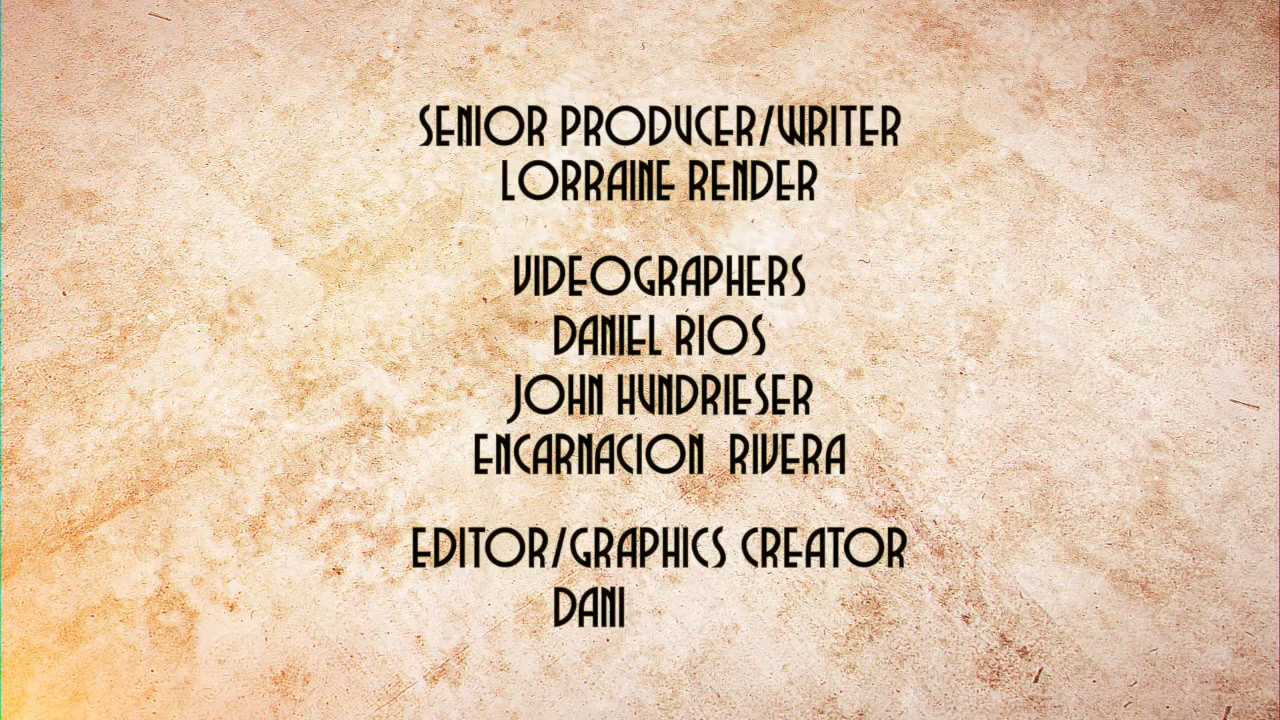 SENIOR PRODUCER/WRITER
LORRAINE RENDER
VIDEOGRAPHERS
DANIEL RIOS
JOHN HUNDRIESER
ENCARNACION RIVERA
EDITOR/GRAPHICS CREATOR
DANI